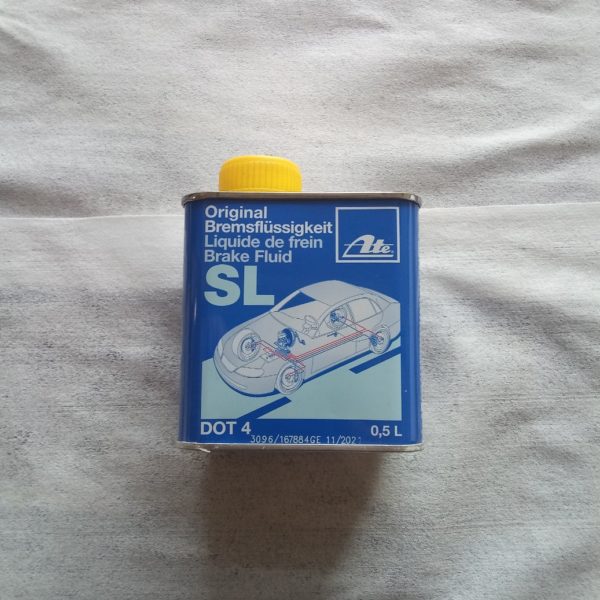 Original
Bremsflüssigkeit
Liquide de frein
Brake Fluid
Ate
SL
DOT 4
0,5 L
3096/167884GE 11/2021